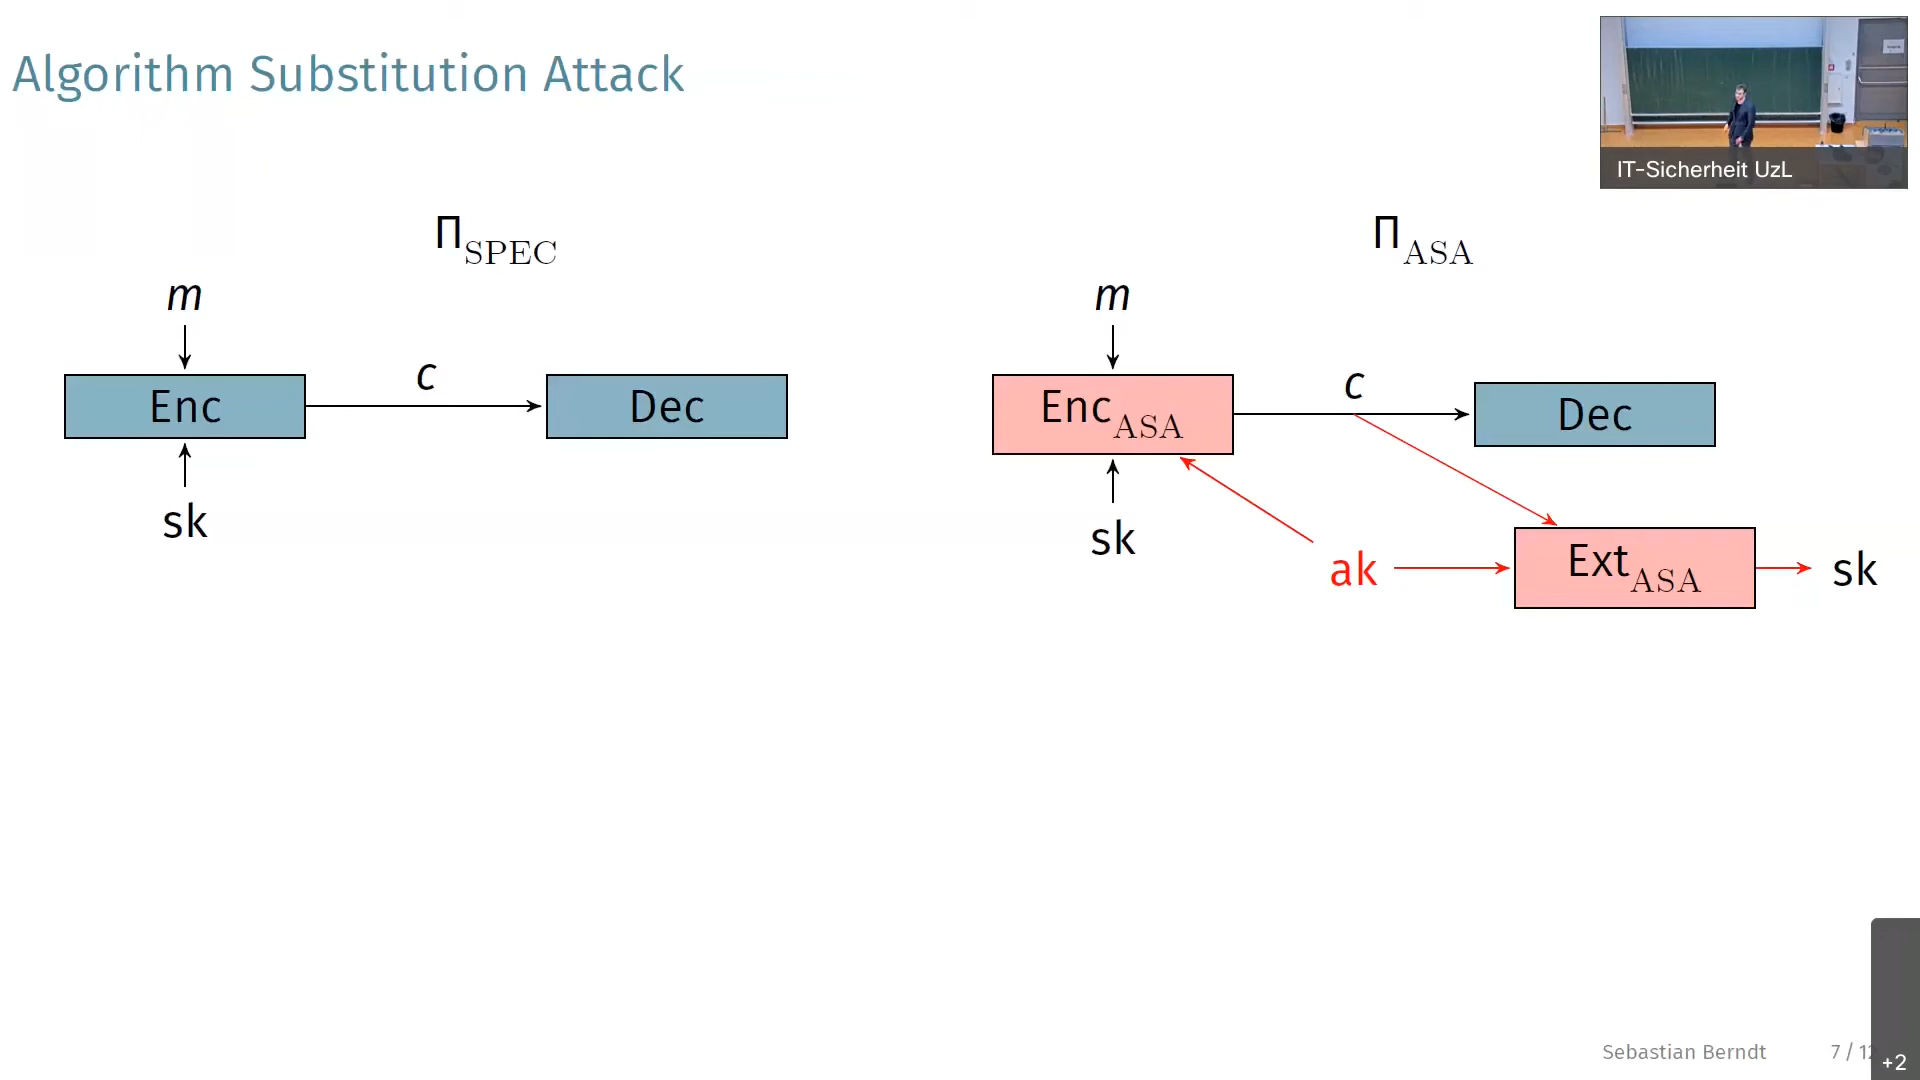 Algorithm Substitution Attack
IT-Sicherheit UzL
Π_SPEC
m
Enc
c
Dec
sk
Π_ASA
m
Enc_ASA
c
Dec
sk
ak
Ext_ASA
sk
Sebastian Berndt
7 /
+2